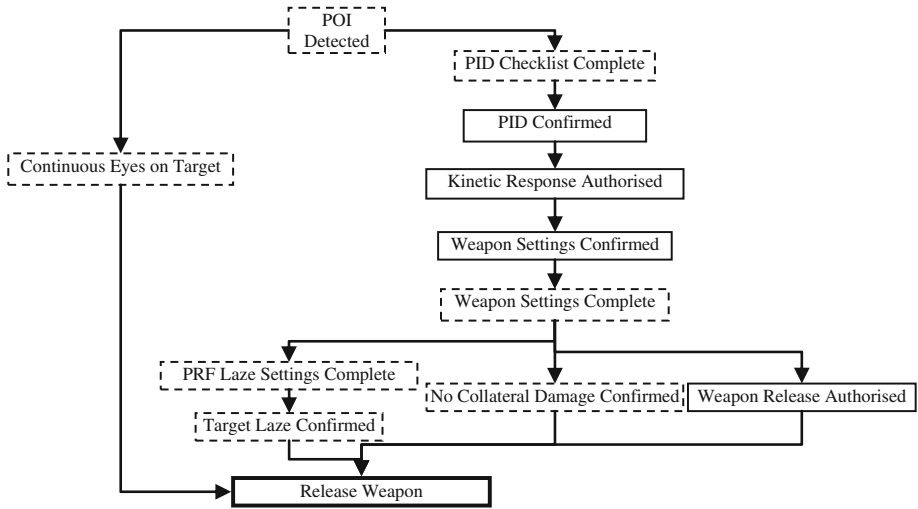 POI
Detected
PID Checklist Complete
PID Confirmed
Continuous Eyes on Target
Kinetic Response Authorised
Weapon Settings Confirmed
Weapon Settings Complete
PRF Laze Settings Complete
No Collateral Damage Confirmed
Weapon Release Authorised
Target Laze Confirmed
Release Weapon